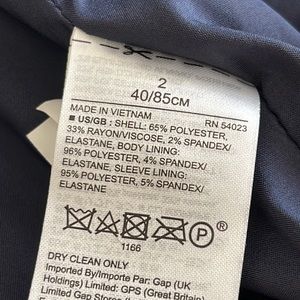 2
40/85CM
MADE IN VIETNAM RN 54023
■ US/GB: SHELL: 65% POLYESTER,
33% RAYON/VISCOSE, 2% SPANDEX/
ELASTANE, BODY LINING:
96% POLYESTER, 4% SPANDEX/
ELASTANE, SLEEVE LINING:
95% POLYESTER, 5% SPANDEX/
ELASTANE
P ®
1166
DRY CLEAN ONLY
Imported By/Importe Par: Gap (UK
Holdings) Limited: GPS (Great Britain)
Limited Gap Stores